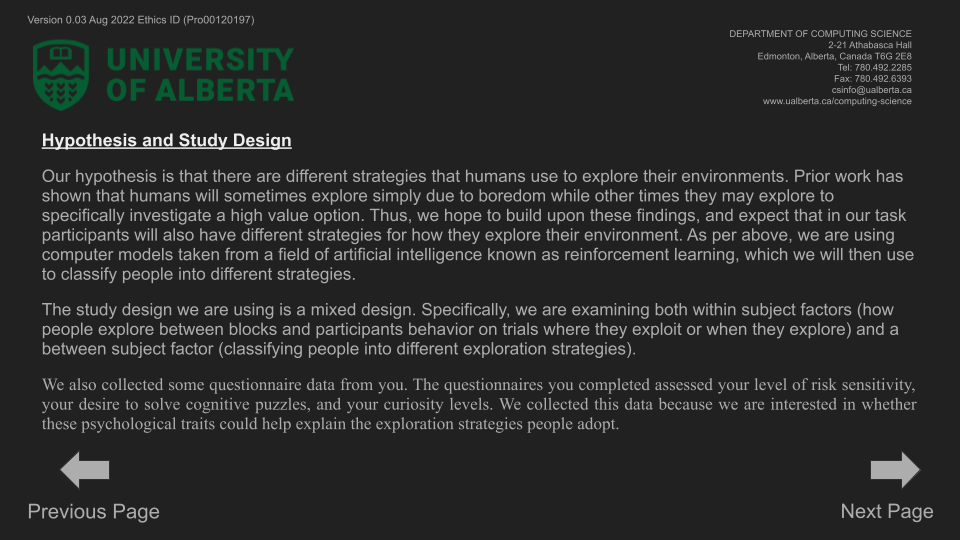 Version 0.03 Aug 2022 Ethics ID (Pro00120197)
UNIVERSITY
OF ALBERTA
DEPARTMENT OF COMPUTING SCIENCE
2-21 Athabasca Hall
Edmonton, Alberta, Canada T6G 2E8
Tel: 780.492.2285
Fax: 780.492.6393
csinfo@ualberta.ca
www.ualberta.ca/computing-science
Hypothesis and Study Design
Our hypothesis is that there are different strategies that humans use to explore their environments. Prior work has
shown that humans will sometimes explore simply due to boredom while other times they may explore to
specifically investigate a high value option. Thus, we hope to build upon these findings, and expect that in our task
participants will also have different strategies for how they explore their environment. As per above, we are using
computer models taken from a field of artificial intelligence known as reinforcement learning, which we will then use
to classify people into different strategies.
The study design we are using is a mixed design. Specifically, we are examining both within subject factors (how
people explore between blocks and participants behavior on trials where they exploit or when they explore) and a
between subject factor (classifying people into different exploration strategies).
We also collected some questionnaire data from you. The questionnaires you completed assessed your level of risk sensitivity,
your desire to solve cognitive puzzles, and your curiosity levels. We collected this data because we are interested in whether
these psychological traits could help explain the exploration strategies people adopt.
Previous Page
Next Page